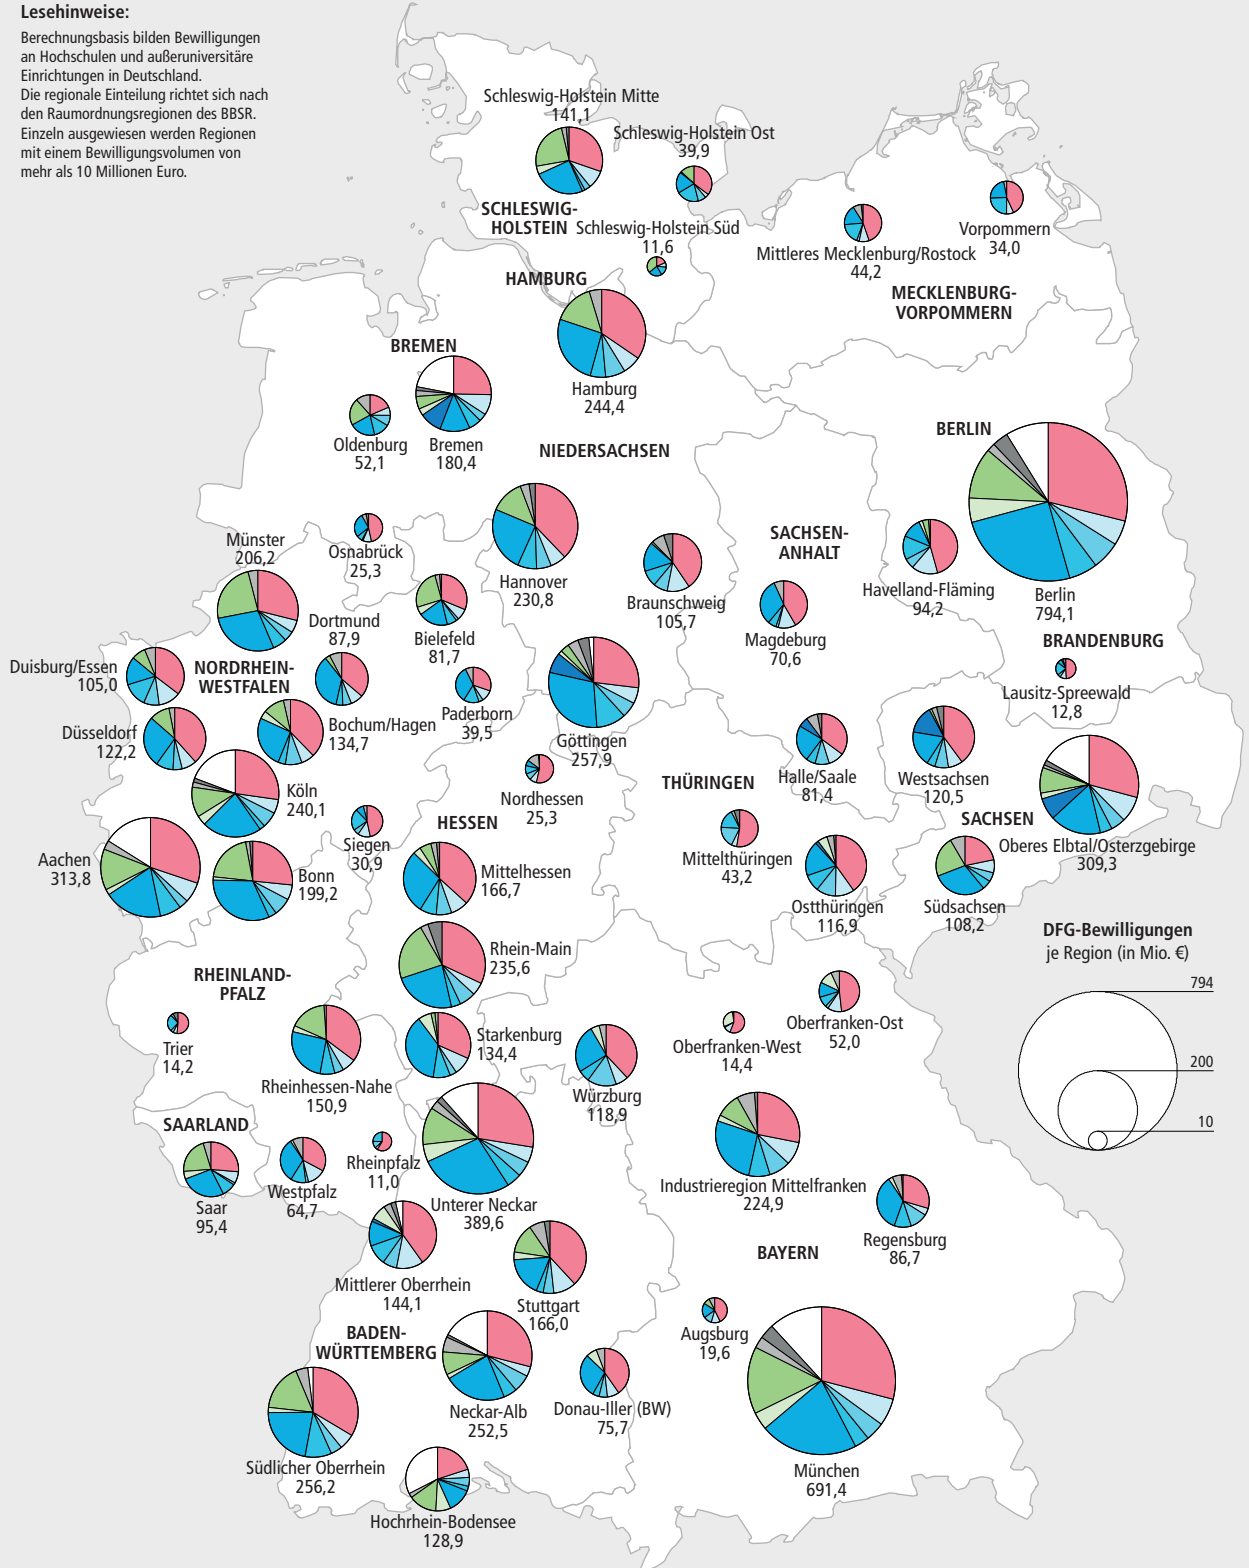 Lesehinweise:
Berechnungsbasis bilden Bewilligungen
an Hochschulen und außeruniversitäre
Einrichtungen in Deutschland.
Die regionale Einteilung richtet sich nach
den Raumordnungsregionen des BBSR.
Einzeln ausgewiesen werden Regionen
mit einem Bewilligungsvolumen von
mehr als 10 Millionen Euro.
Schleswig-Holstein Mitte
141,1
Schleswig-Holstein Ost
39,9
SCHLESWIG-
HOLSTEIN
Schleswig-Holstein Süd
11,6
Vorpommern
34,0
Mittleres Mecklenburg/Rostock
44,2
MECKLENBURG-
VORPOMMERN
HAMBURG
Hamburg
244,4
BREMEN
Oldenburg
52,1
Bremen
180,4
NIEDERSACHSEN
BERLIN
Berlin
794,1
Havelland-Fläming
94,2
BRANDENBURG
Lausitz-Spreewald
12,8
SACHSEN-
ANHALT
Magdeburg
70,6
Osnabrück
25,3
Hannover
230,8
Braunschweig
105,7
Münster
206,2
Dortmund
87,9
Bielefeld
81,7
Duisburg/Essen
105,0
NORDRHEIN-
WESTFALEN
Paderborn
39,5
Göttingen
257,9
Düsseldorf
122,2
Bochum/Hagen
134,7
Köln
240,1
Siegen
30,9
Nordhessen
25,3
HESSEN
THÜRINGEN
Halle/Saale
81,4
Westsachsen
120,5
SACHSEN
Oberes Elbtal/Osterzgebirge
309,3
Aachen
313,8
Bonn
199,2
Mittelhessen
166,7
Mittelthüringen
43,2
Ostthüringen
116,9
Südsachsen
108,2
DFG-Bewilligungen
je Region (in Mio. €)
794
200
10
RHEINLAND-
PFALZ
Rhein-Main
235,6
Trier
14,2
Rheinhessen-Nahe
150,9
Starkenburg
134,4
Würzburg
118,9
Oberfranken-West
14,4
Oberfranken-Ost
52,0
SAARLAND
Saar
95,4
Westpfalz
64,7
Rheinpfalz
11,0
Unterer Neckar
389,6
Industrieregion Mittelfranken
224,9
Regensburg
86,7
BAYERN
Mittlerer Oberrhein
144,1
Stuttgart
166,0
BADEN-
WÜRTTEMBERG
Augsburg
19,6
Neckar-Alb
252,5
Donau-Iller (BW)
75,7
Südlicher Oberrhein
256,2
München
691,4
Hochrhein-Bodensee
128,9